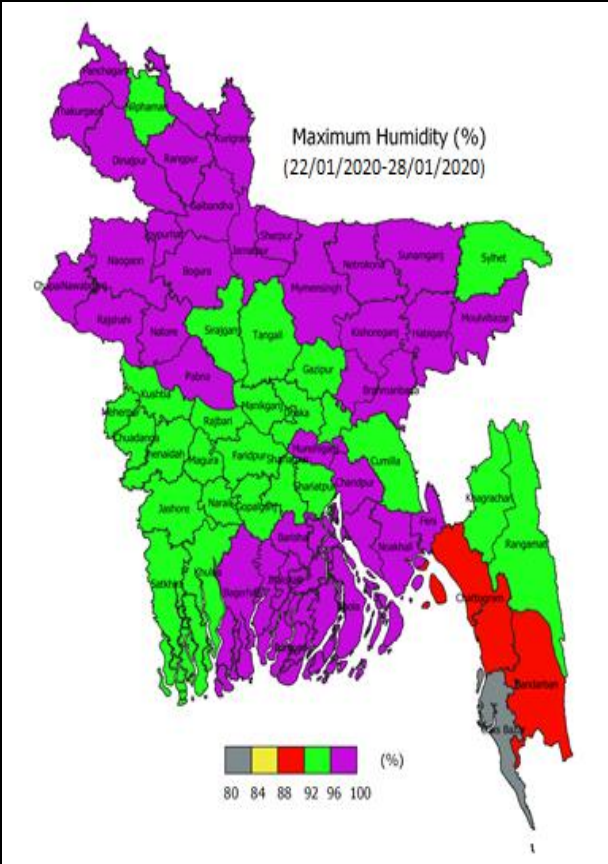 Panchagarh
Nilphamari
Thakurgaon
Kurigram
Dinajpur
Rangpur
Maximum Humidity (%)
(22/01/2020-28/01/2020)
Gaibandha
Sherpur
Joypurhat
Jamalpur
Naogaon
Bogura
Netrokona
Sunamganj
Sylhet
Mymensingh
Rajshahi
Natore
Sirajganj
Tangail
Kishoreganj
Habiganj
Moulvibazar
Pabna
Gazipur
Kushtia
Meherpur
Manikganj
Dhaka
Rajbari
Chuadanga
Jhenaidah
Magura
Faridpur
Munshiganj
Cumilla
Shariatpur
Chandpur
Khagrachari
Jashore
Narail
Gopalganj
Feni
Rangamati
Noakhali
Barishal
Khulna
Satkhira
Bagerhat
Bhola
Chattogram
Bandarban
Coxs Bazar
(%)
80 84 88 92 96 100